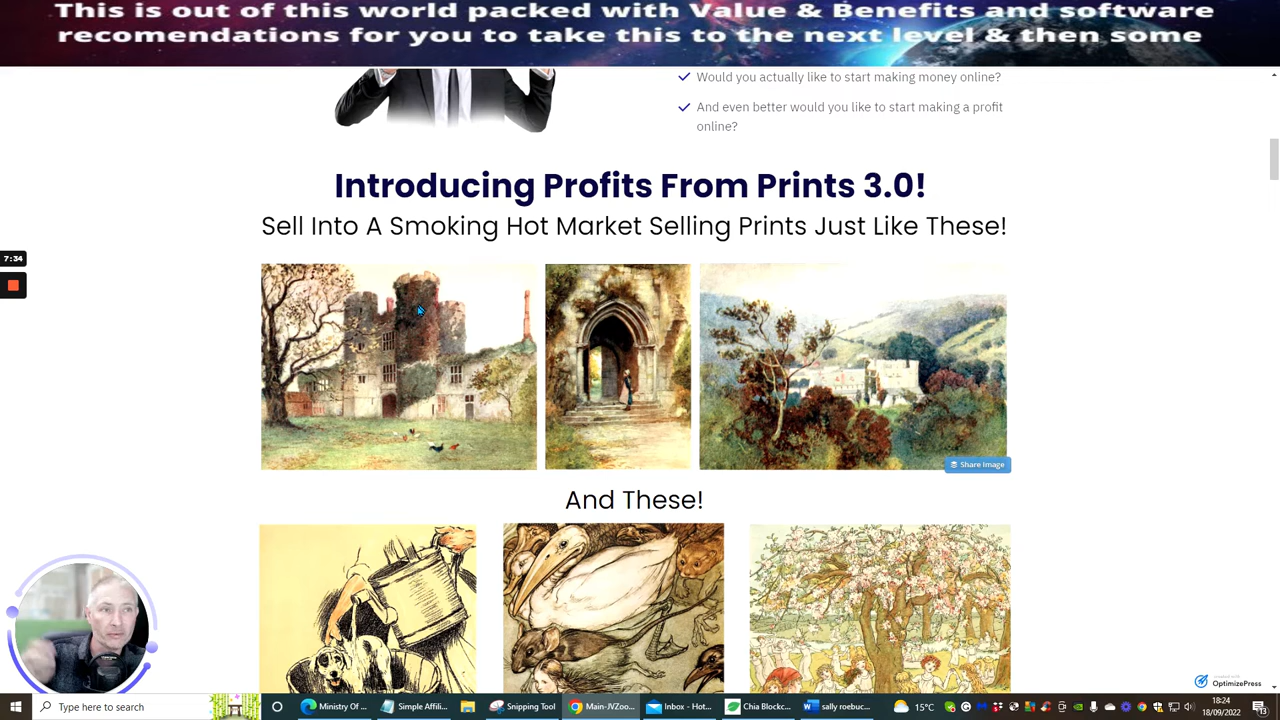 This is out of this world packed with Value & Benefits and software
recomendations for you to take this to the next level & then some
Would you actually like to start making money online?
And even better would you like to start making a profit
online?
Introducing Profits From Prints 3.0!
Sell Into A Smoking Hot Market Selling Prints Just Like These!
7:34
Share Image
And These!
created with
OptimizePress
Type here to search
Ministry Of ...
Simple Affili...
Snipping Tool
Main-JVZoo...
Inbox - Hot...
Chia Blockc...
sally roebuc...
15°C
18:24
18/09/2022